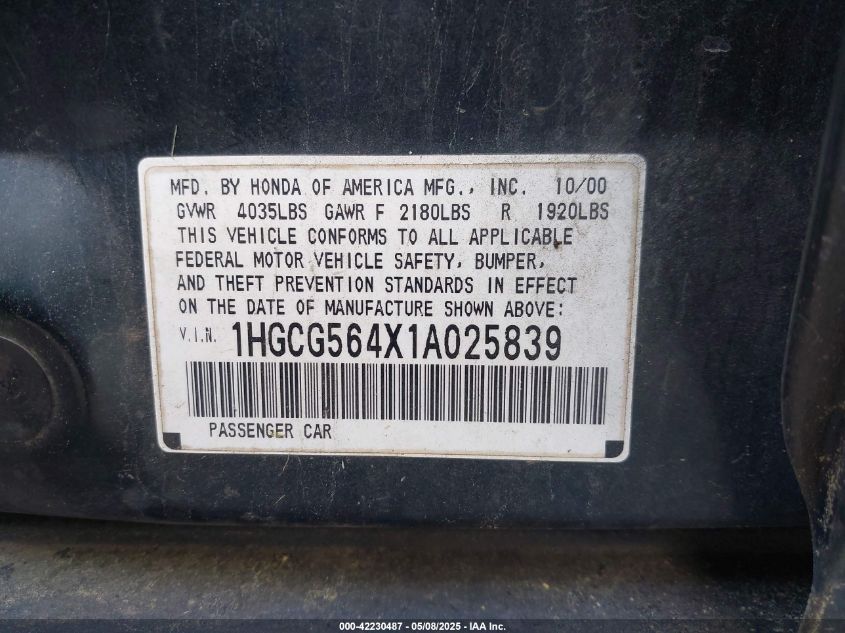 MFD. BY HONDA OF AMERICA MFG., INC. 10/00
GVWR 4035LBS GAWR F 2180LBS R 1920LBS
THIS VEHICLE CONFORMS TO ALL APPLICABLE
FEDERAL MOTOR VEHICLE SAFETY, BUMPER,
AND THEFT PREVENTION STANDARDS IN EFFECT
ON THE DATE OF MANUFACTURE SHOWN ABOVE:
V.I.N. 1HGCG564X1A025839
PASSENGER CAR
000-42230487 - 05/08/2025 - IAA Inc.